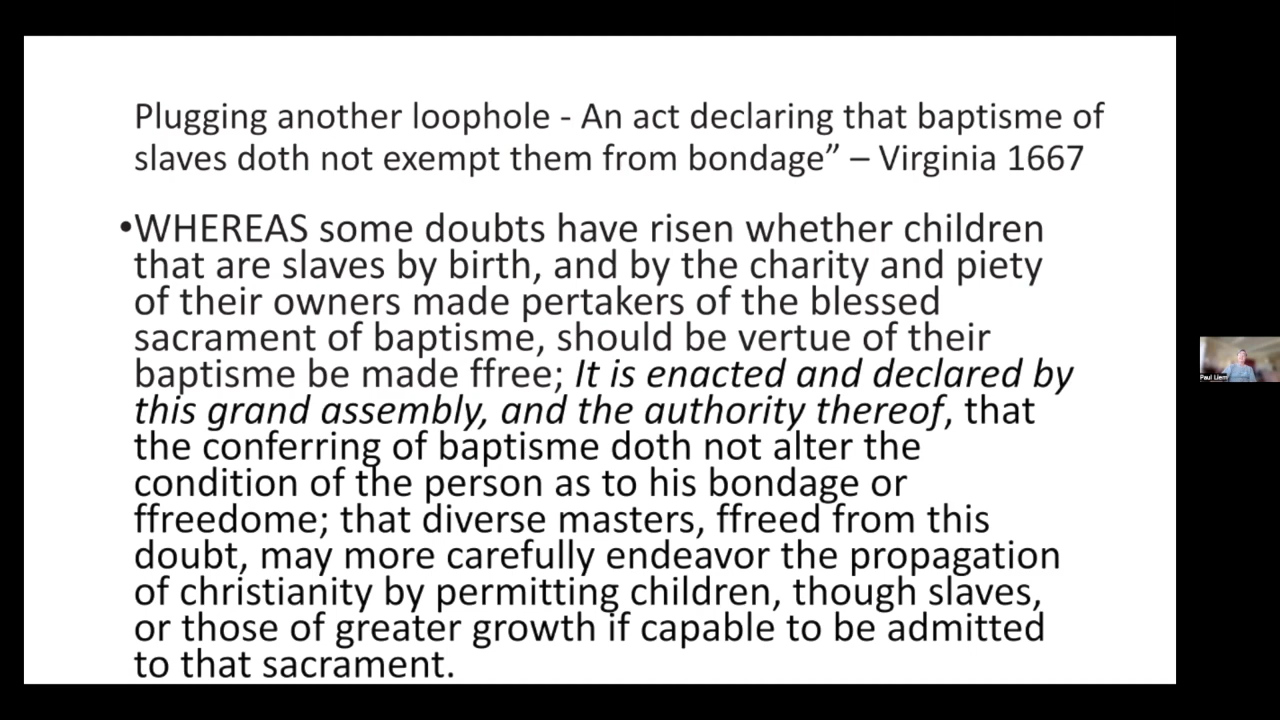 Plugging another loophole - An act declaring that baptisme of
slaves doth not exempt them from bondage” – Virginia 1667
•WHEREAS some doubts have risen whether children
that are slaves by birth, and by the charity and piety
of their owners made pertakers of the blessed
sacrament of baptisme, should be vertue of their
baptisme be made ffree; It is enacted and declared by
this grand assembly, and the authority thereof, that
the conferring of baptisme doth not alter the
condition of the person as to his bondage or
ffreedome; that diverse masters, ffreed from this
doubt, may more carefully endeavor the propagation
of christianity by permitting children, though slaves,
or those of greater growth if capable to be admitted
to that sacrament.
Paul